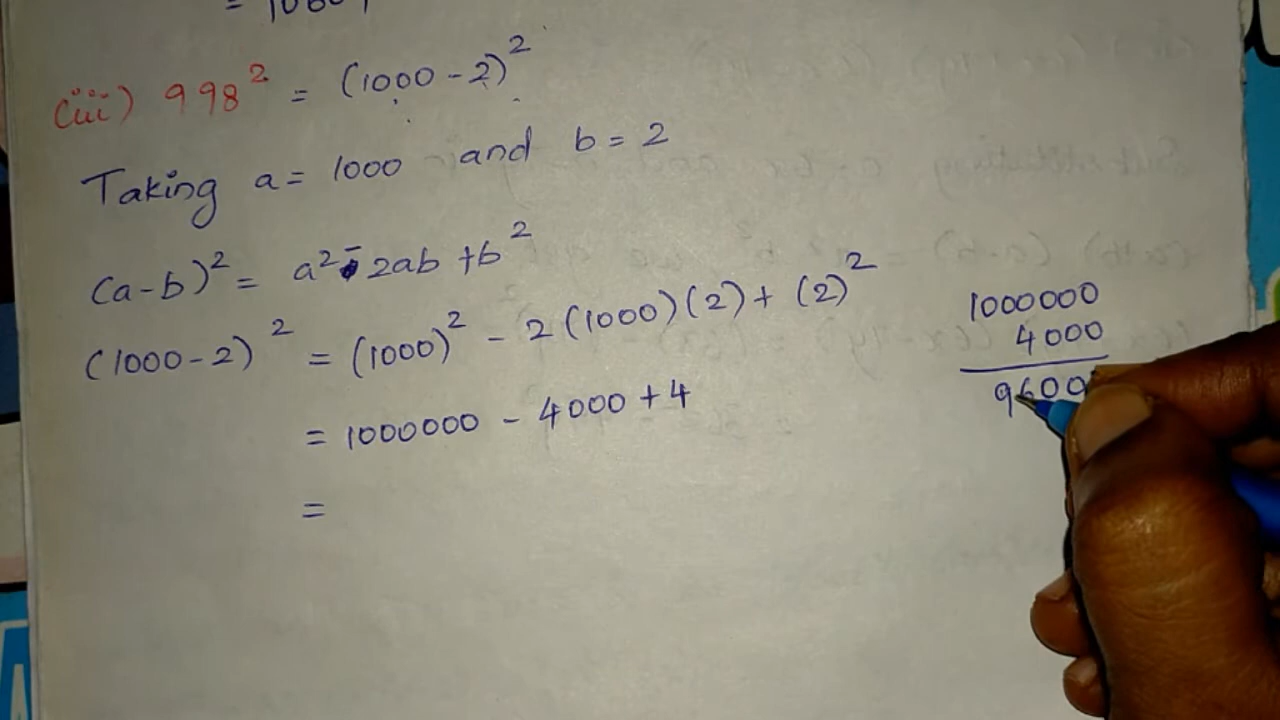 (iii) 998² = (1000 - 2)²
Taking a = 1000 and b = 2
(a - b)² = a² - 2ab + b²
(1000 - 2)² = (1000)² - 2 (1000) (2) + (2)²
= 1000000 - 4000 + 4
=
1000000
4000
9600